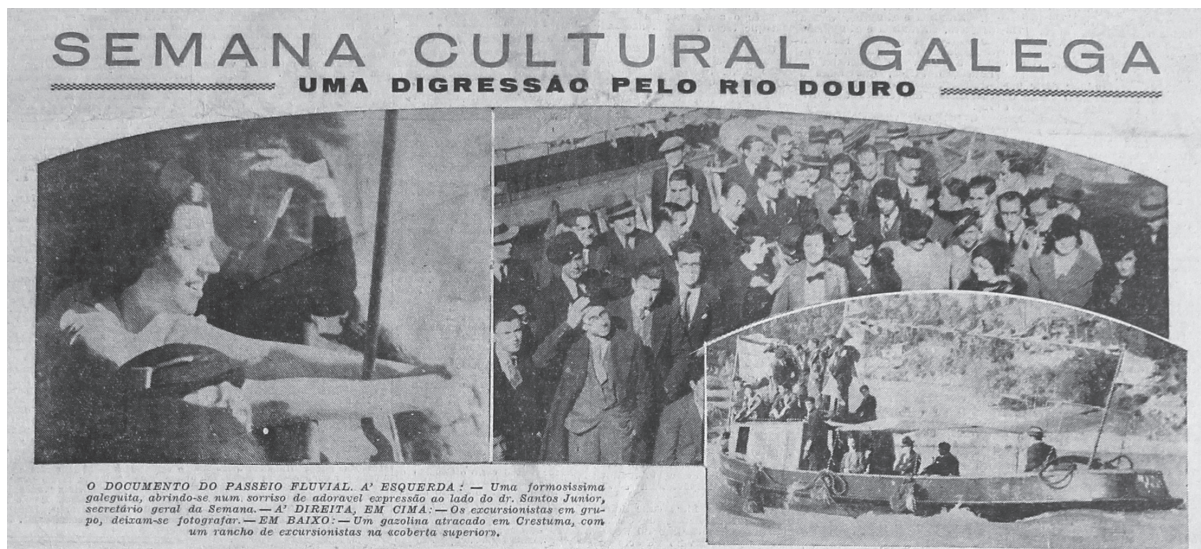 SEMANA CULTURAL GALEGA
UMA DIGRESSÃO PELO RIO DOURO
O DOCUMENTO DO PASSEIO FLUVIAL. A' ESQUERDA: — Uma formosissima
galeguita, abrindo-se num sorriso de adoravel expressão ao lado do dr. Santos Junior,
secretário geral da Semana. — A' DIREITA, EM CIMA: — Os excursionistas em gru-
po, deixam-se fotografar. — EM BAIXO: — Um gazolina atracado em Crestuma, com
um rancho de excursionistas na «coberta superior».